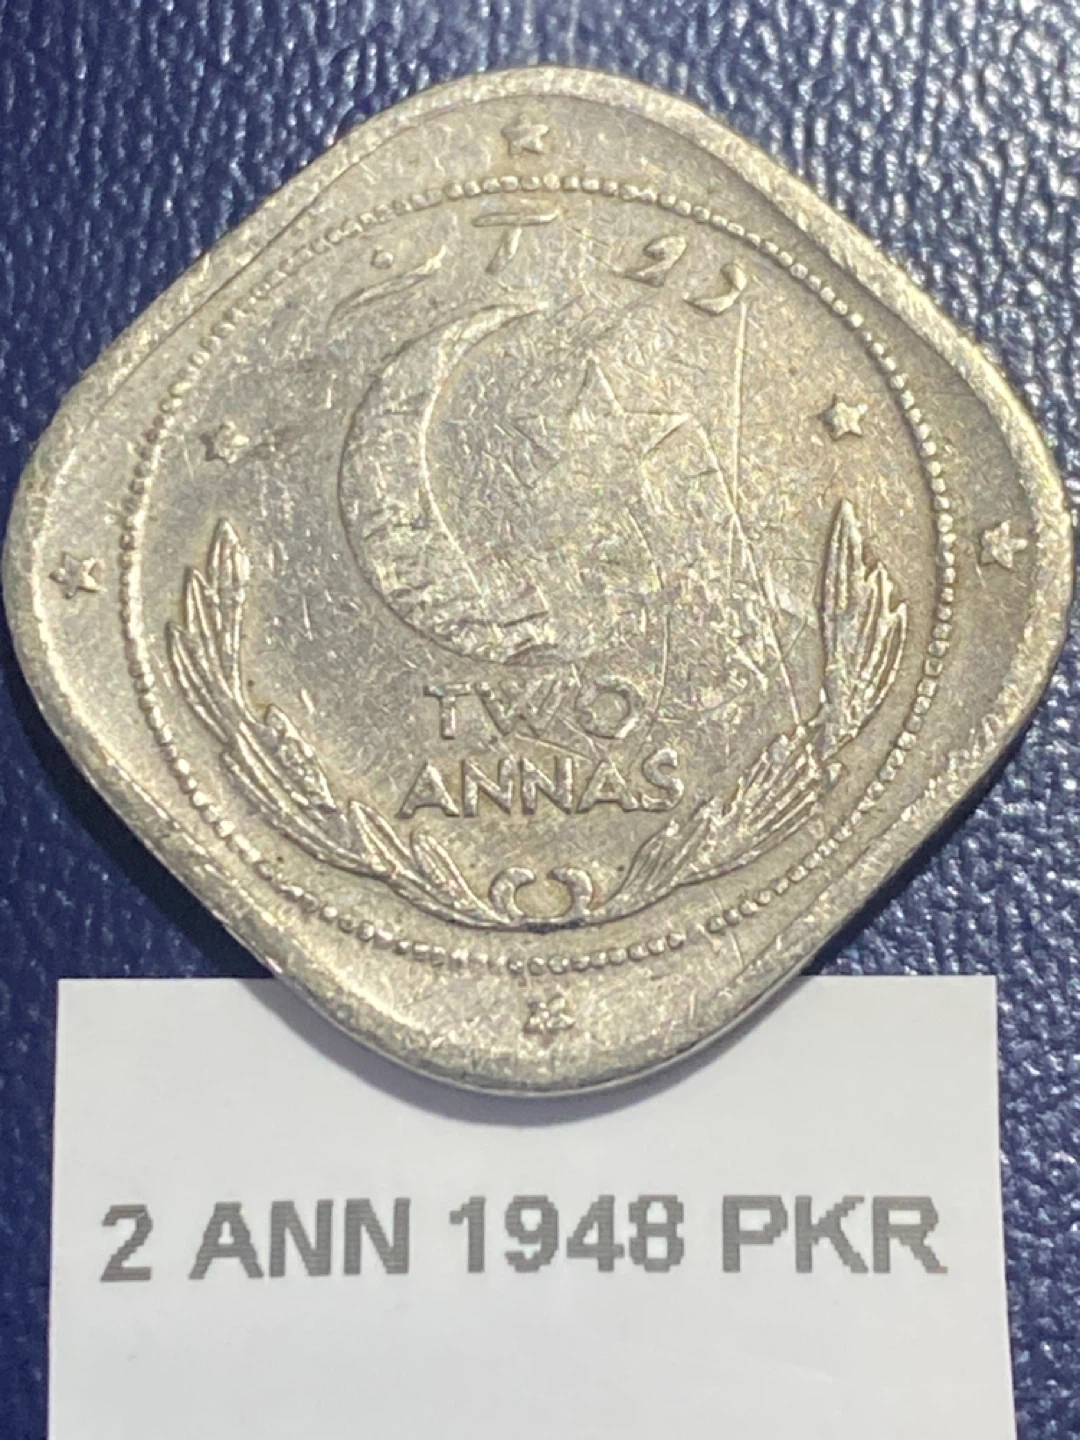 TWO
ANNAS
2 ANN 1948 PKR